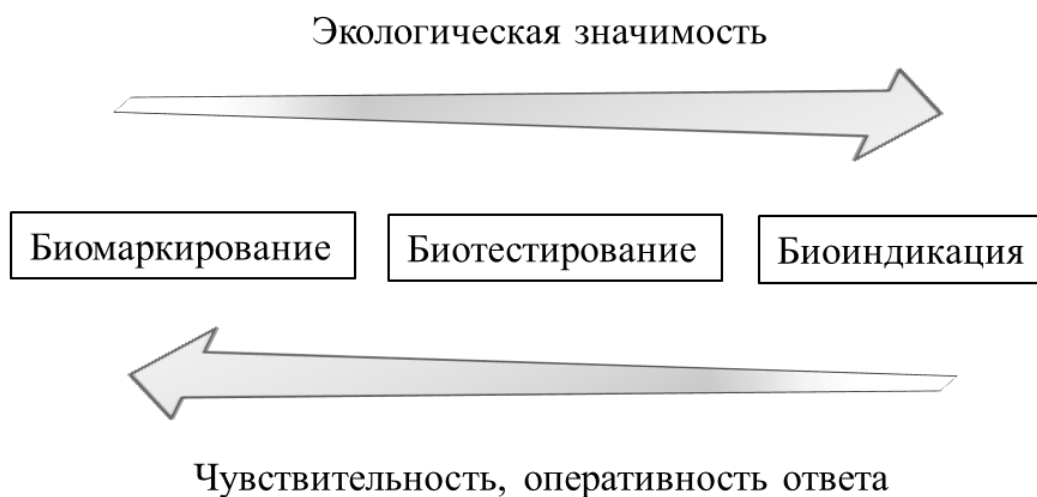 Экологическая значимость
Биомаркирование
Биотестирование
Биоиндикация
Чувствительность, оперативность ответа